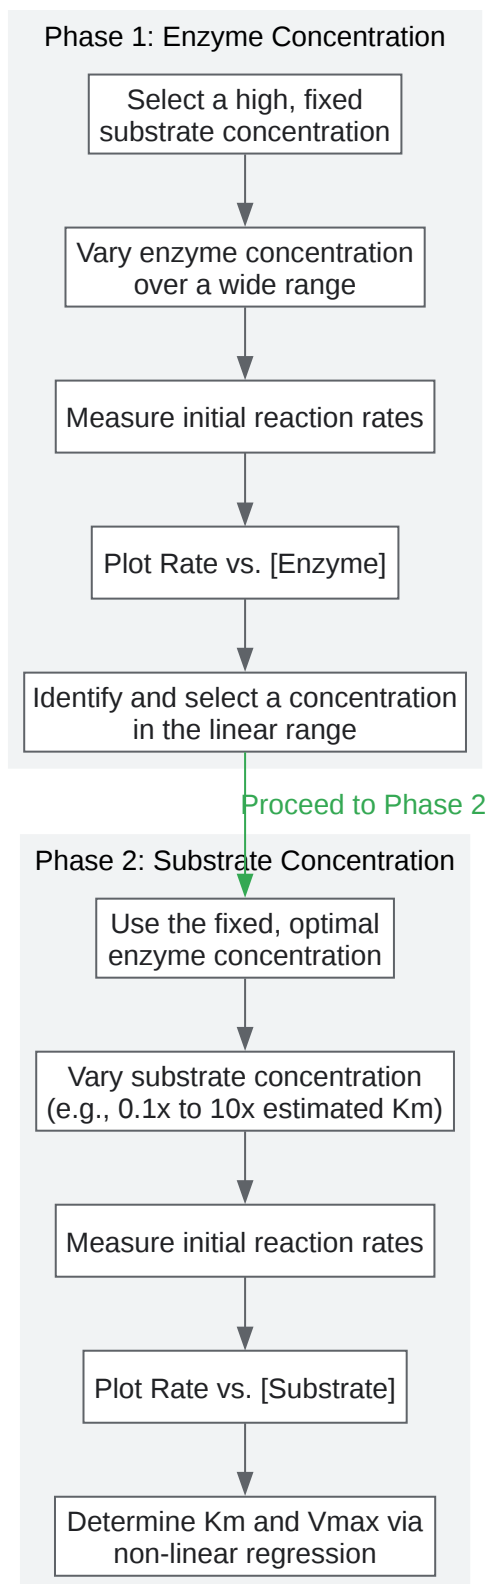 Phase 1: Enzyme Concentration
Select a high, fixed
substrate concentration
Vary enzyme concentration
over a wide range
Measure initial reaction rates
Plot Rate vs. [Enzyme]
Identify and select a concentration
in the linear range
Proceed to Phase 2
Phase 2: Substrate Concentration
Use the fixed, optimal
enzyme concentration
Vary substrate concentration
(e.g., 0.1x to 10x estimated Km)
Measure initial reaction rates
Plot Rate vs. [Substrate]
Determine Km and Vmax via
non-linear regression